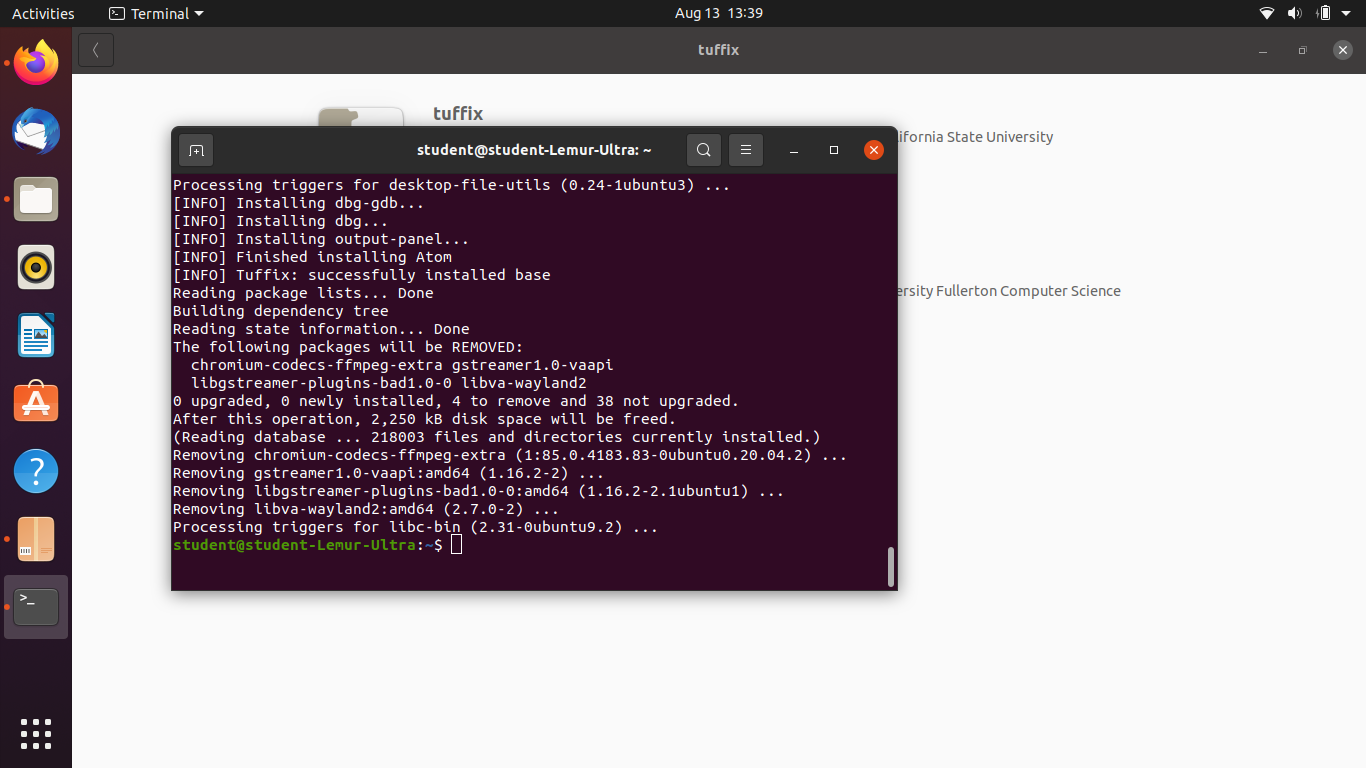 Activities
Terminal
Aug 13 13:39
tuffix
tuffix
ifornia State University
ersity Fullerton Computer Science
student@student-Lemur-Ultra: ~
Processing triggers for desktop-file-utils (0.24-1ubuntu3) ...
[INFO] Installing dbg-gdb...
[INFO] Installing dbg...
[INFO] Installing output-panel...
[INFO] Finished installing Atom
[INFO] Tuffix: successfully installed base
Reading package lists... Done
Building dependency tree
Reading state information... Done
The following packages will be REMOVED:
  chromium-codecs-ffmpeg-extra gstreamer1.0-vaapi
  libgstreamer-plugins-bad1.0-0 libva-wayland2
0 upgraded, 0 newly installed, 4 to remove and 38 not upgraded.
After this operation, 2,250 kB disk space will be freed.
(Reading database ... 218003 files and directories currently installed.)
Removing chromium-codecs-ffmpeg-extra (1:85.0.4183.83-0ubuntu0.20.04.2) ...
Removing gstreamer1.0-vaapi:amd64 (1.16.2-2) ...
Removing libgstreamer-plugins-bad1.0-0:amd64 (1.16.2-2.1ubuntu1) ...
Removing libva-wayland2:amd64 (2.7.0-2) ...
Processing triggers for libc-bin (2.31-0ubuntu9.2) ...
student@student-Lemur-Ultra:~$